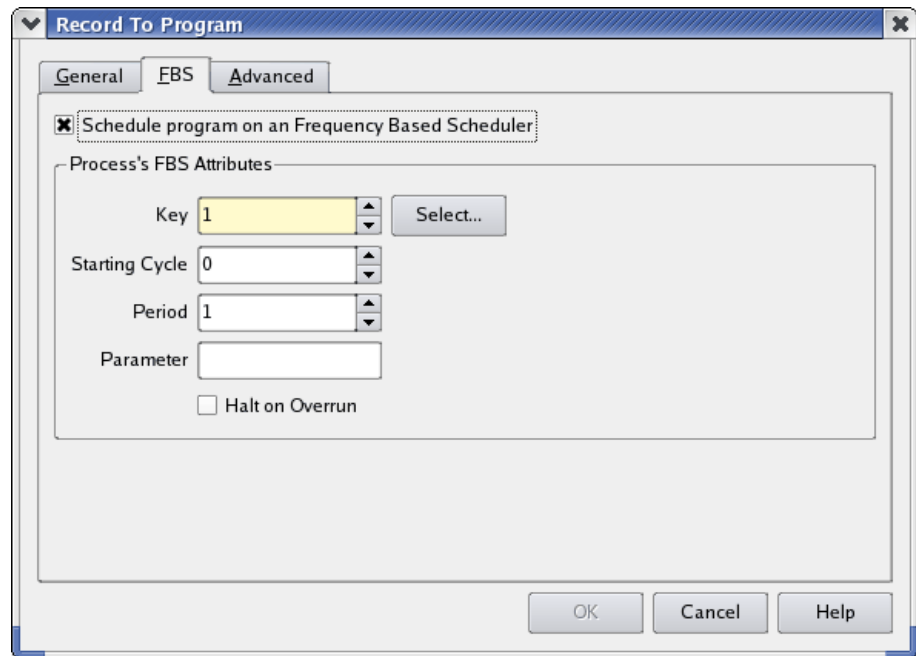 Record To Program
General FBS Advanced
Schedule program on an Frequency Based Scheduler
Process's FBS Attributes
Key 1 Select...
Starting Cycle 0
Period 1
Parameter
Halt on Overrun
OK Cancel Help